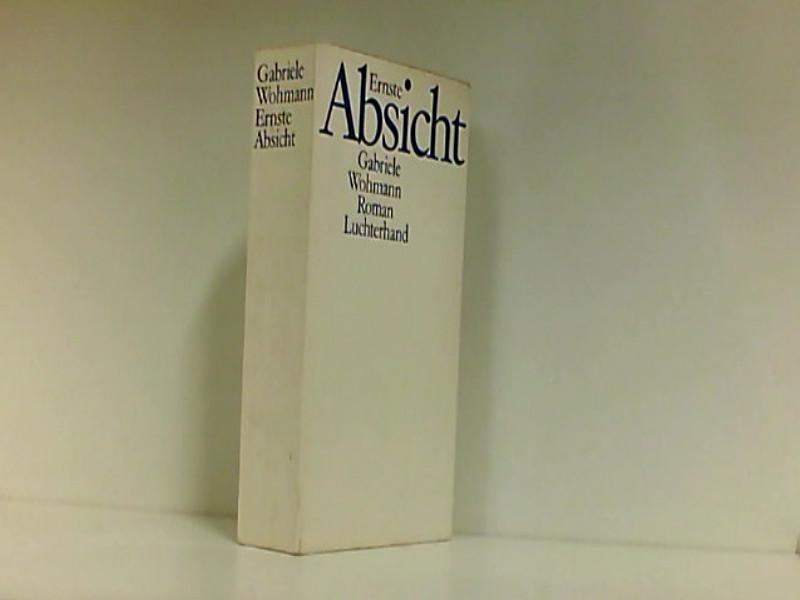 Gabriele
Wohmann
Ernste
Absicht
Ernste
Absicht
Gabriele
Wohmann
Roman
Luchterhand